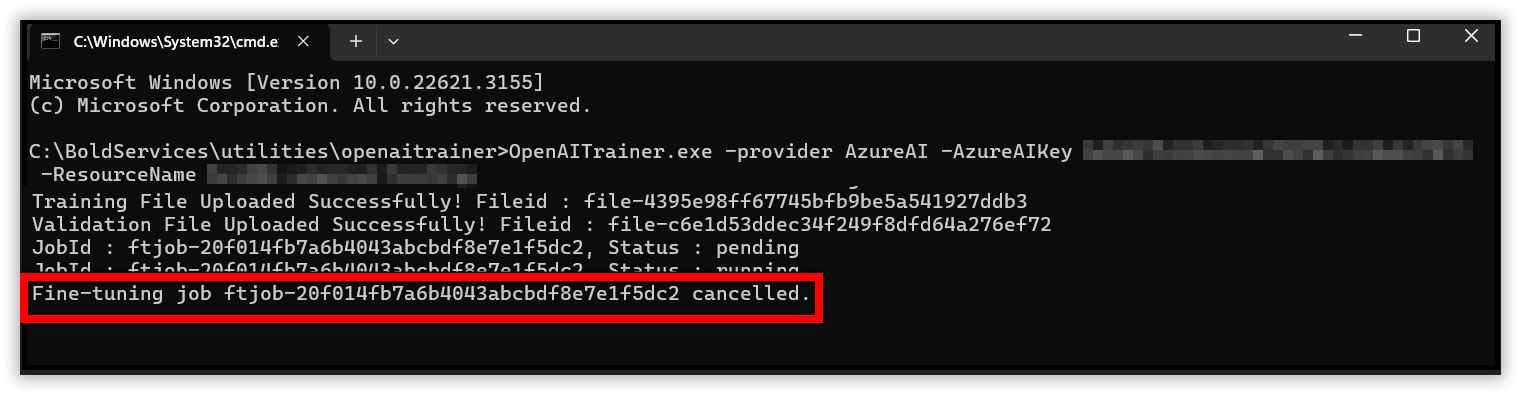 C:\Windows\System32\cmd.e
Microsoft Windows [Version 10.0.22621.3155]
(c) Microsoft Corporation. All rights reserved.
C:\BoldServices\utilities\openaitrainer>OpenAITrainer.exe -provider AzureAI -AzureAIKey
-ResourceName
Training File Uploaded Successfully! Fileid : file-4395e98ff67745bfb9be5a541927ddb3
Validation File Uploaded Successfully! Fileid : file-c6e1d53ddec34f249f8dfd64a276ef72
JobId : ftjob-20f014fb7a6b4043abcbdf8e7e1f5dc2, Status : pending
JobId : ftjob-20f014fb7a6b4043abcbdf8e7e1f5dc2, Status : running
Fine-tuning job ftjob-20f014fb7a6b4043abcbdf8e7e1f5dc2 cancelled.